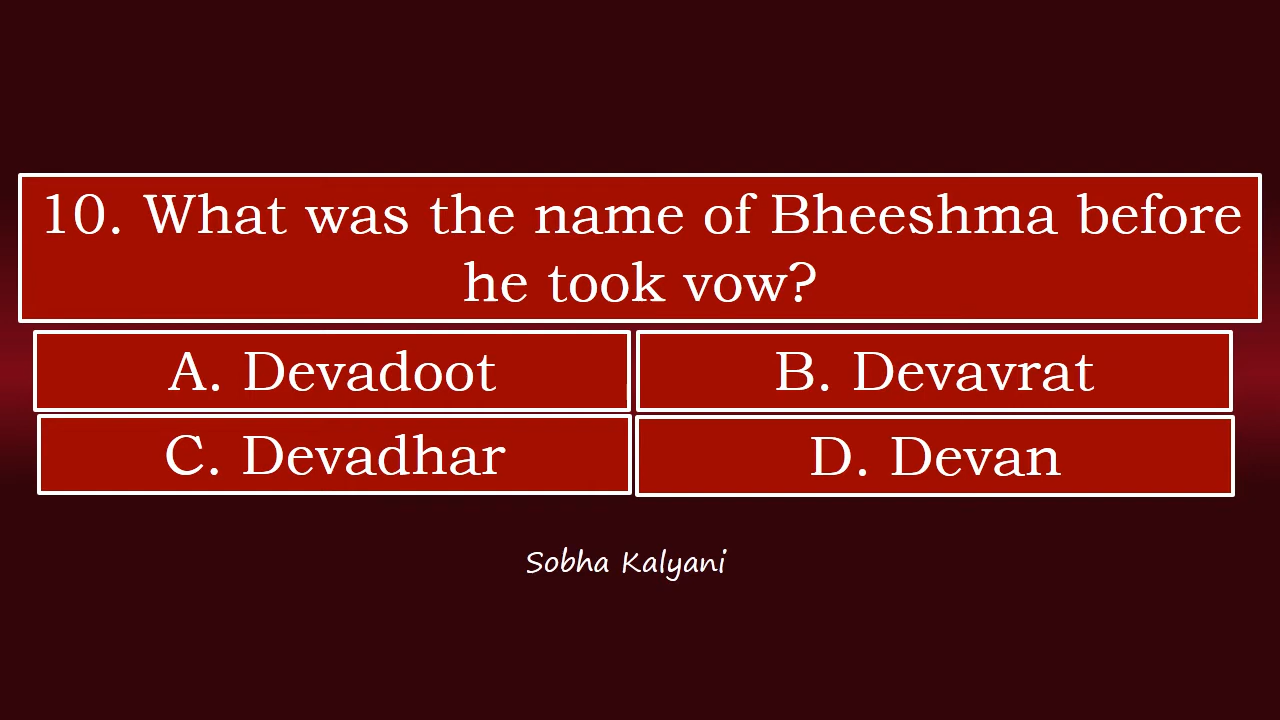 10. What was the name of Bheeshma before
he took vow?
A. Devadoot
B. Devavrat
C. Devadhar
D. Devan
Sobha Kalyani